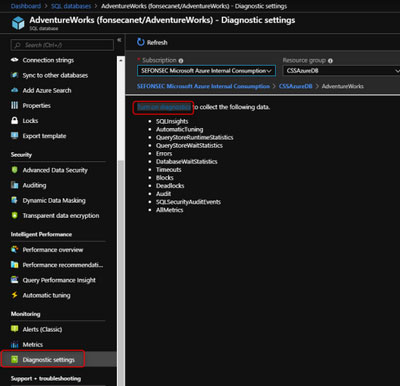 Dashboard > SQL databases > AdventureWorks (fonsecanet/AdventureWorks) - Diagnostic settings
AdventureWorks (fonsecanet/AdventureWorks) - Diagnostic settings
SQL database
Search (Ctrl+/)
Connection strings
Sync to other databases
Add Azure Search
Properties
Locks
Export template
Security
Advanced Data Security
Auditing
Dynamic Data Masking
Transparent data encryption
Intelligent Performance
Performance overview
Performance recommendati...
Query Performance Insight
Automatic tuning
Monitoring
Alerts (Classic)
Metrics
Diagnostic settings
Support + troubleshooting
Refresh
* Subscription
SEFONSEC Microsoft Azure Internal Consumption
Resource group
CSSAzureDB
SEFONSEC Microsoft Azure Internal Consumption > CSSAzureDB > AdventureWorks
Turn on diagnostics to collect the following data.
• SQLInsights
• AutomaticTuning
• QueryStoreRuntimeStatistics
• QueryStoreWaitStatistics
• Errors
• DatabaseWaitStatistics
• Timeouts
• Blocks
• Deadlocks
• Audit
• SQLSecurityAuditEvents
• AllMetrics